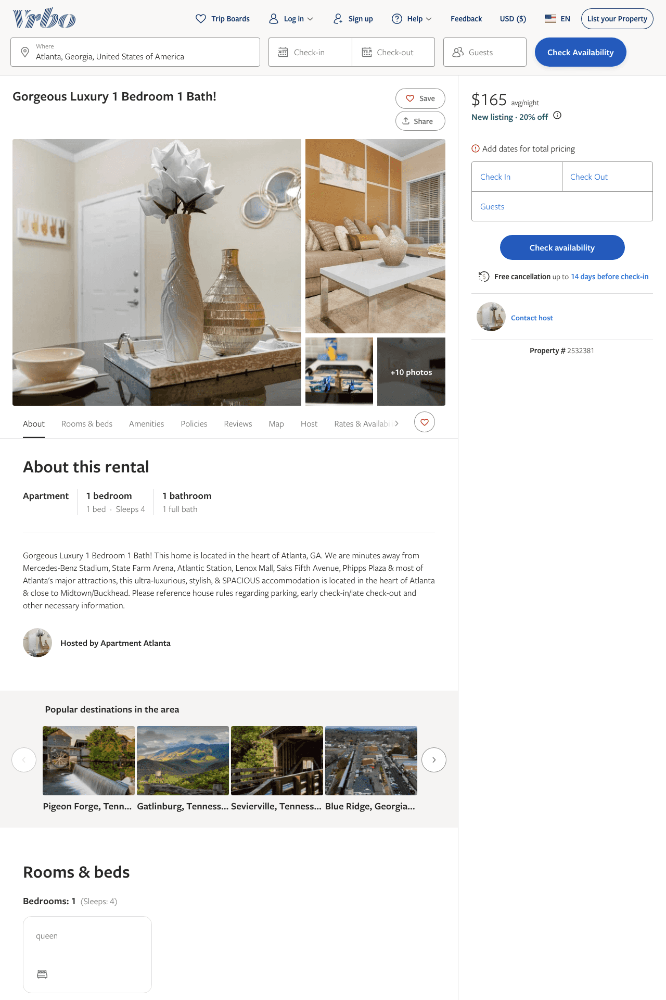 Vrbo
Trip Boards
Log in
Sign up
Help
Feedback
USD ($)
EN
List your Property
Where
Atlanta, Georgia, United States of America
Check-in
Check-out
Guests
Check Availability
Gorgeous Luxury 1 Bedroom 1 Bath!
Save
Share
+10 photos
$165 avg/night
New listing · 20% off
Add dates for total pricing
Check In
Check Out
Guests
Check availability
Free cancellation up to 14 days before check-in
Contact host
Property # 2532381
About
Rooms & beds
Amenities
Policies
Reviews
Map
Host
Rates & Availabili
About this rental
Apartment
1 bedroom
1 bed · Sleeps 4
1 bathroom
1 full bath
Gorgeous Luxury 1 Bedroom 1 Bath! This home is located in the heart of Atlanta, GA. We are minutes away from
Mercedes-Benz Stadium, State Farm Arena, Atlantic Station, Lenox Mall, Saks Fifth Avenue, Phipps Plaza & most of
Atlanta's major attractions, this ultra-luxurious, stylish, & SPACIOUS accommodation is located in the heart of Atlanta
& close to Midtown/Buckhead. Please reference house rules regarding parking, early check-in/late check-out and
other necessary information.
Hosted by Apartment Atlanta
Popular destinations in the area
Pigeon Forge, Tenn...
Gatlinburg, Tenness...
Sevierville, Tenness...
Blue Ridge, Georgia...
Rooms & beds
Bedrooms: 1 (Sleeps: 4)
queen